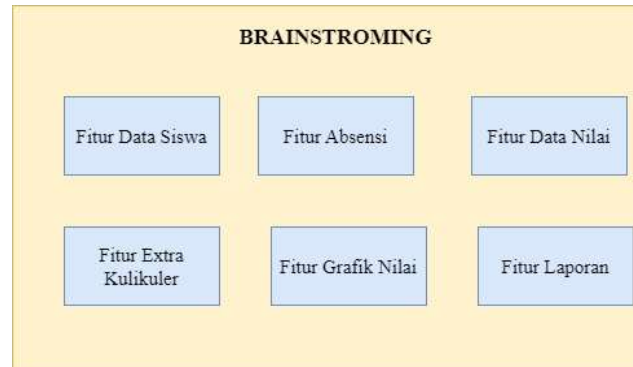 BRAINSTROMING
Fitur Data Siswa
Fitur Absensi
Fitur Data Nilai
Fitur Extra
Kulikuler
Fitur Grafik Nilai
Fitur Laporan